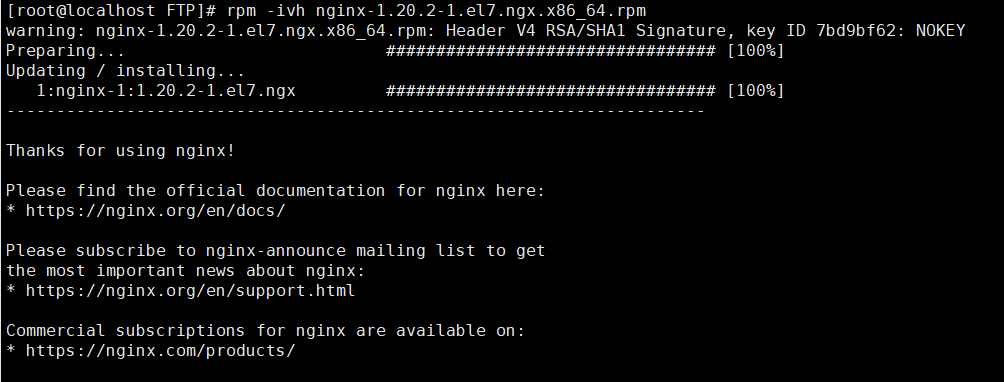 [root@localhost FTP]# rpm -ivh nginx-1.20.2-1.el7.ngx.x86_64.rpm
warning: nginx-1.20.2-1.el7.ngx.x86_64.rpm: Header V4 RSA/SHA1 Signature, key ID 7bd9bf62: NOKEY
Preparing...                          ################################# [100%]
Updating / installing...
   1:nginx-1:1.20.2-1.el7.ngx         ################################# [100%]
----------------------------------------------------------------------

Thanks for using nginx!

Please find the official documentation for nginx here:
* https://nginx.org/en/docs/

Please subscribe to nginx-announce mailing list to get
the most important news about nginx:
* https://nginx.org/en/support.html

Commercial subscriptions for nginx are available on:
* https://nginx.com/products/